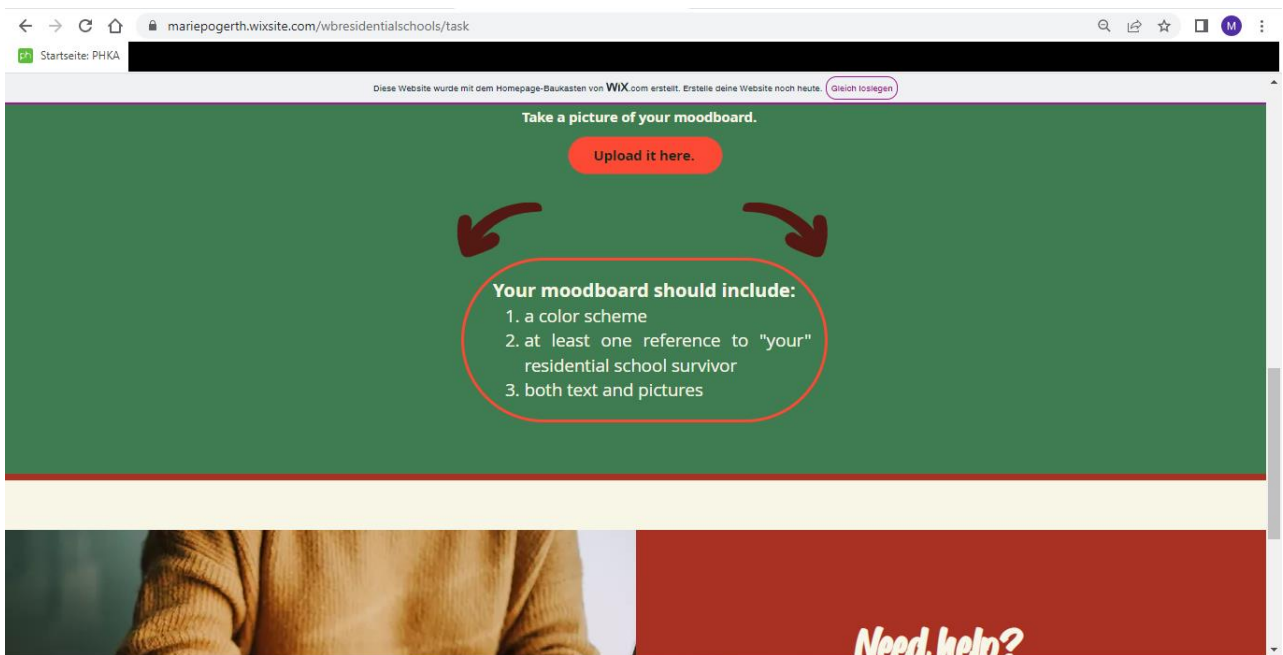 mariepogerth.wixsite.com/wbresidentialschools/task
M
ph Startseite: PHKA
Diese Website wurde mit dem Homepage-Baukasten von WiX.com erstellt. Erstelle deine Website noch heute. Gleich loslegen
Take a picture of your moodboard.
Upload it here.
Your moodboard should include:
1. a color scheme
2. at least one reference to "your"
residential school survivor
3. both text and pictures
Need help?